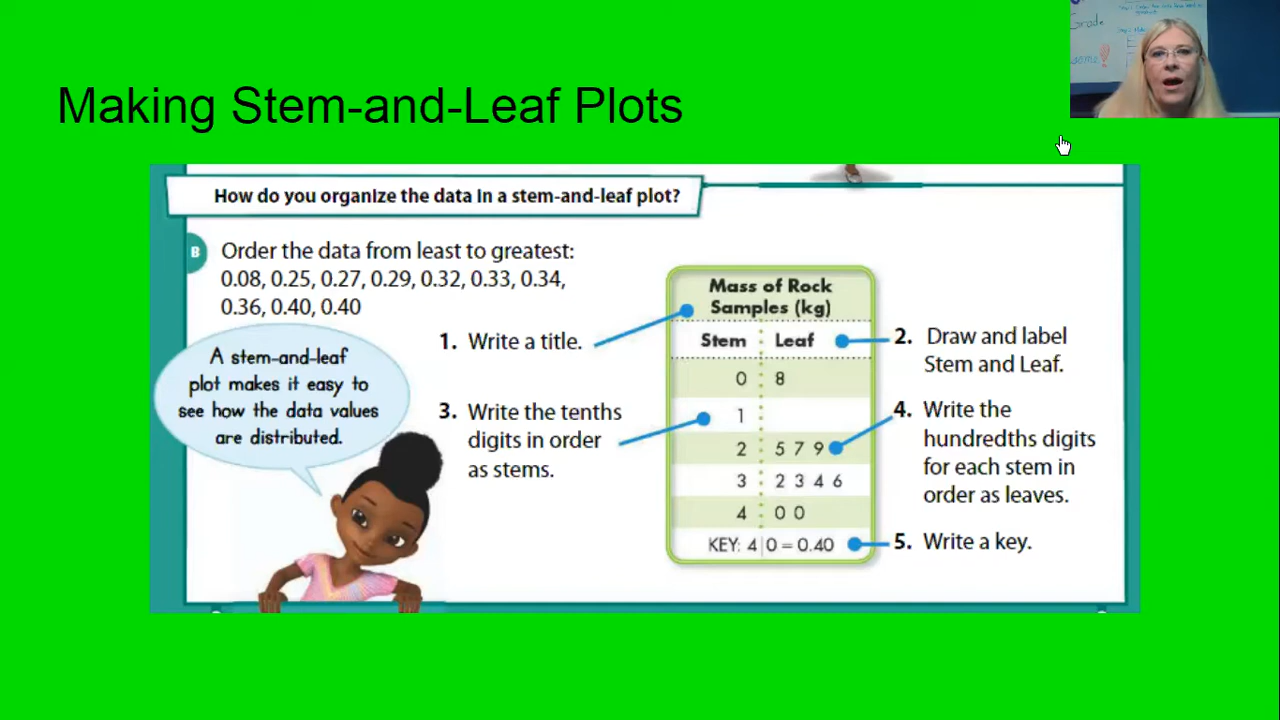 Grade
Making Stem-and-Leaf Plots
How do you organize the data in a stem-and-leaf plot?
B
Order the data from least to greatest:
0.08, 0.25, 0.27, 0.29, 0.32, 0.33, 0.34,
0.36, 0.40, 0.40
A stem-and-leaf
plot makes it easy to
see how the data values
are distributed.
1. Write a title.
3. Write the tenths
digits in order
as stems.
Mass of Rock
Samples (kg)
Stem Leaf
0 8
1
2 5 7 9
3 2 3 4 6
4 0 0
KEY: 4|0 = 0.40
2. Draw and label
Stem and Leaf.
4. Write the
hundredths digits
for each stem in
order as leaves.
5. Write a key.